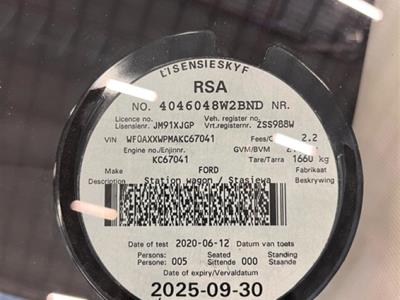 LISENSIESKYF
RSA
NO. 4046048W2BND NR.
Licence no. Veh. register no.
Lisensienr. JM91XJGP Vrt.registernr. ZSS988W
VIN WF0AXXWPMAKC67041 2.2
Engine no./Enjinnr. GVM/BVM
KC67041 Tare/Tarra 1660 kg
Make FORD Fabrikaat
Description Station wagon / Stasiewa Beskrywing
Date of test 2020-06-12 Datum van toets
Persons: Seated Standing
Persone: 005 Sittende 000 Staande
Date of expiry/Vervaldatum
2025-09-30